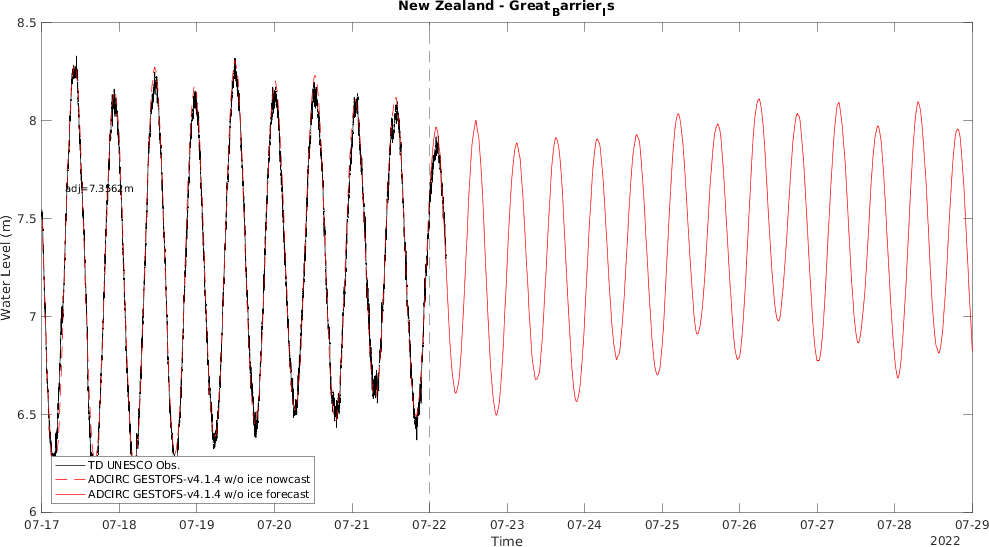 New Zealand - Great_Barrier_Is
8.5
8
7.5
7
6.5
6
Water Level (m)
adj=7.3562m
TD UNESCO Obs.
ADCIRC GESTOFS-v4.1.4 w/o ice nowcast
ADCIRC GESTOFS-v4.1.4 w/o ice forecast
07-17 07-18 07-19 07-20 07-21 07-22 07-23 07-24 07-25 07-26 07-27 07-28 07-29
Time
2022